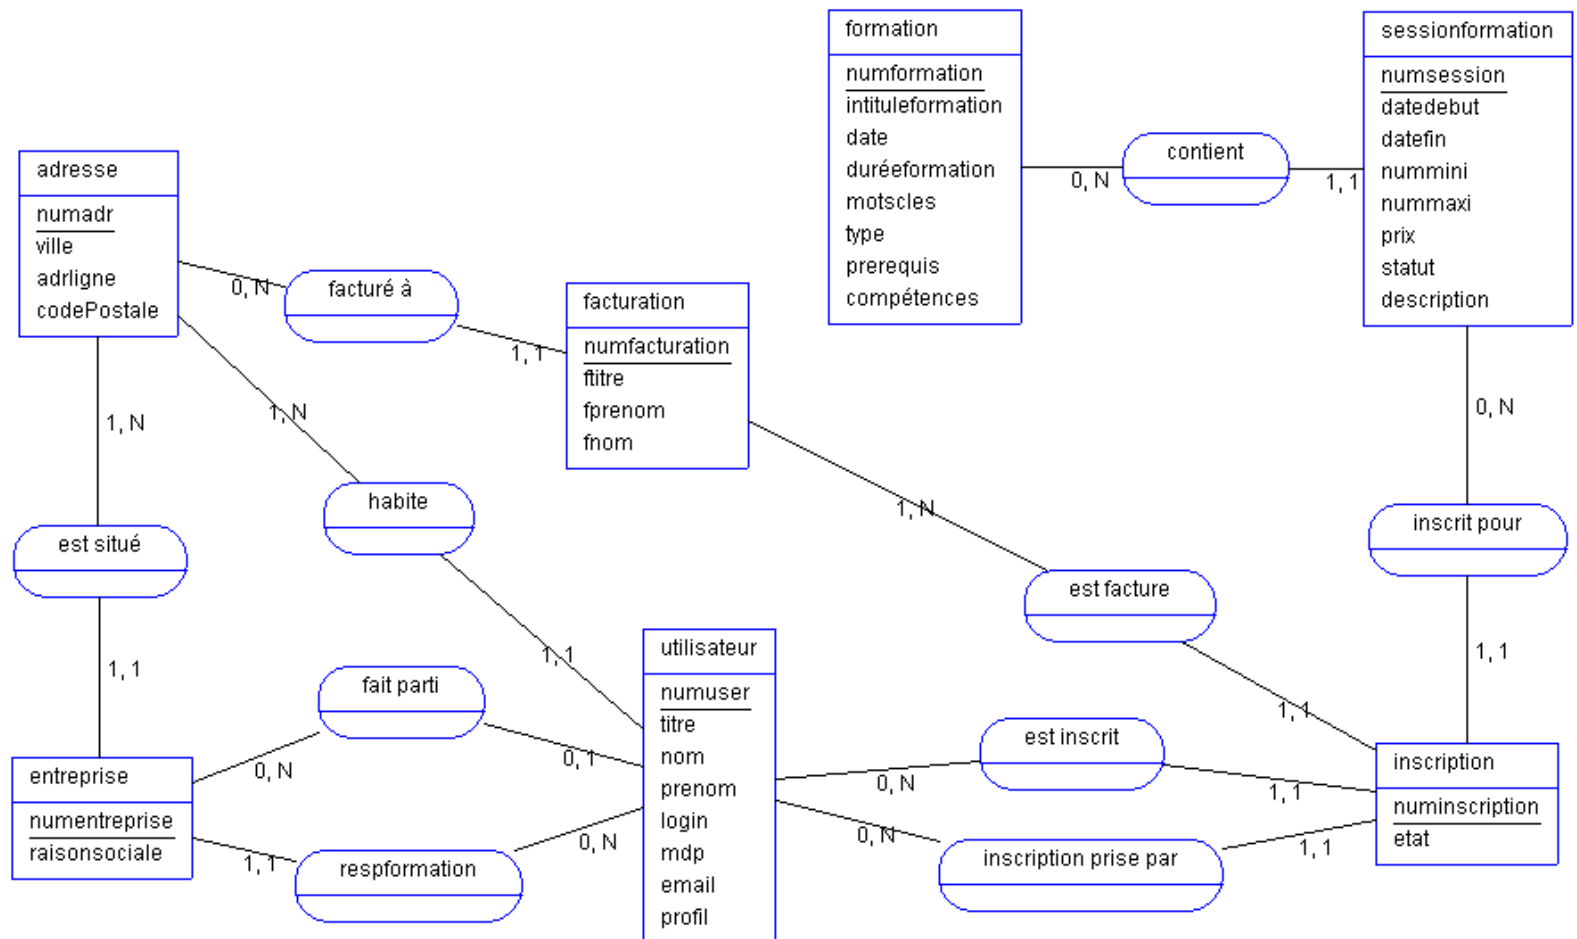 formation
numformation
intituleformation
date
duréeformation
motscles
type
prerequis
compétences
0, N
contient
1, 1
sessionformation
numsession
datedebut
datefin
nummini
nummaxi
prix
statut
description
adresse
numadr
ville
adrligne
codePostale
0, N
facturé à
1, 1
facturation
numfacturation
ftitre
fprenom
fnom
1, N
1, N
habite
1, 1
est situé
1, 1
1, N
est facture
1, 1
0, N
inscrit pour
1, 1
entreprise
numentreprise
raisonsociale
0, N
fait parti
0, 1
1, 1
respformation
0, N
utilisateur
numuser
titre
nom
prenom
login
mdp
email
profil
0, N
est inscrit
1, 1
0, N
inscription prise par
1, 1
inscription
numinscription
etat